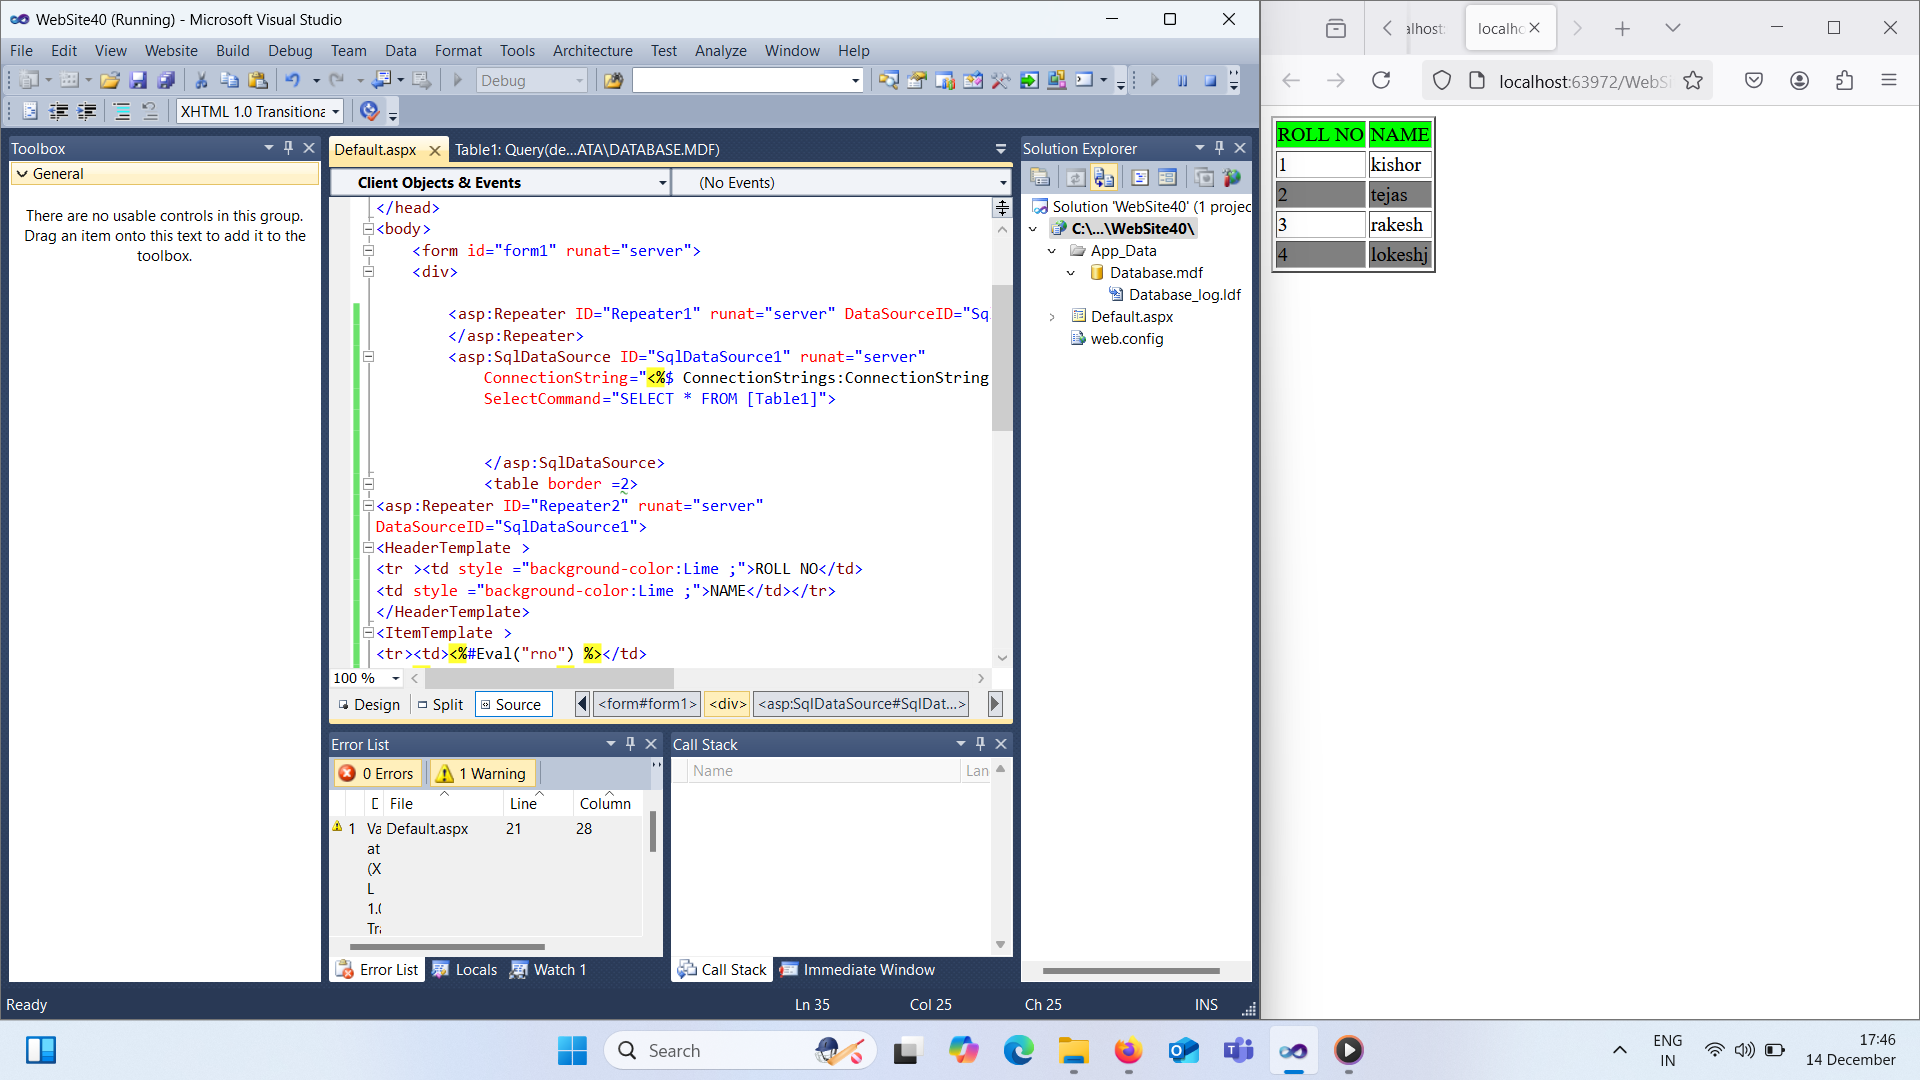 WebSite40 (Running) - Microsoft Visual Studio
File Edit View Website Build Debug Team Data Format Tools Architecture Test Analyze Window Help
Debug
XHTML 1.0 Transitiona
Toolbox
General
There are no usable controls in this group.
Drag an item onto this text to add it to the
toolbox.
Default.aspx
Table1: Query(de...ATA\DATABASE.MDF)
Client Objects & Events
(No Events)
</head>
<body>
<form id="form1" runat="server">
<div>
<asp:Repeater ID="Repeater1" runat="server" DataSourceID="Sq
</asp:Repeater>
<asp:SqlDataSource ID="SqlDataSource1" runat="server"
ConnectionString="<%$ ConnectionStrings:ConnectionString
SelectCommand="SELECT * FROM [Table1]">
</asp:SqlDataSource>
<table border =2>
<asp:Repeater ID="Repeater2" runat="server"
DataSourceID="SqlDataSource1">
<HeaderTemplate >
<tr ><td style ="background-color:Lime ;">ROLL NO</td>
<td style ="background-color:Lime ;">NAME</td></tr>
</HeaderTemplate>
<ItemTemplate >
<tr><td><%#Eval("rno") %></td>
100 %
Design Split Source <form#form1> <div> <asp:SqlDataSource#SqlDat...>
Error List
0 Errors 1 Warning
D File Line Column
1 Va Default.aspx 21 28
at
(X
L
1.0
Tra
Error List Locals Watch 1
Call Stack
Name Lan
Call Stack Immediate Window
Solution Explorer
Solution 'WebSite40' (1 projec
C:\...\WebSite40\
App_Data
Database.mdf
Database_log.ldf
Default.aspx
web.config
Ready Ln 35 Col 25 Ch 25 INS
alhost: localho
localhost:63972/WebSi
ROLL NO NAME
1 kishor
2 tejas
3 rakesh
4 lokeshj
Search
ENG
IN
17:46
14 December